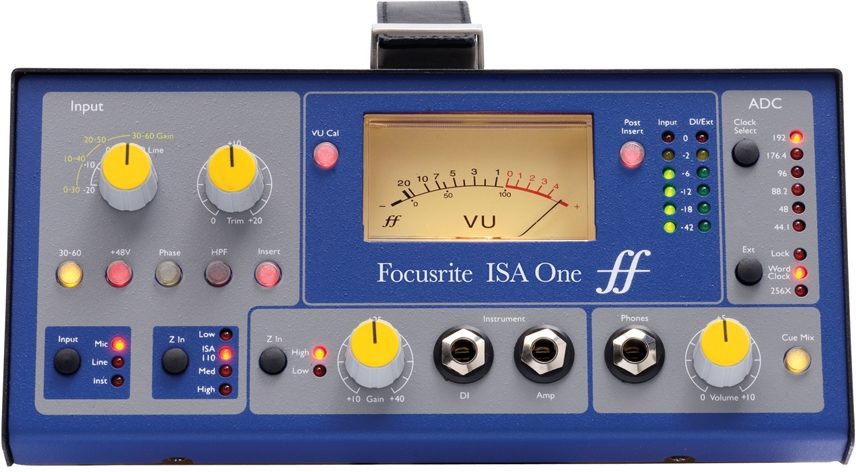 Input
30-60 Gain
20-50
10-40
0-30
0 Line
-10
-20
+10
0 Trim +20
30-60
+48V
Phase
HPF
Insert
VU Cal
20 10 7 5 3 1 0 1 2 3 4
- +
0 50 100
ff
VU
Focusrite ISA One ff
Post
Insert
Input
DI/Ext
0
-2
-6
-12
-18
-42
ADC
Clock
Select
192
176.4
96
88.2
48
44.1
Ext
Lock
Word
Clock
256X
Input
Mic
Line
Inst
Z In
Low
ISA
110
Med
High
Z In
High
Low
+25
+10 Gain +40
Instrument
DI
Amp
Phones
+5
0 Volume +10
Cue Mix